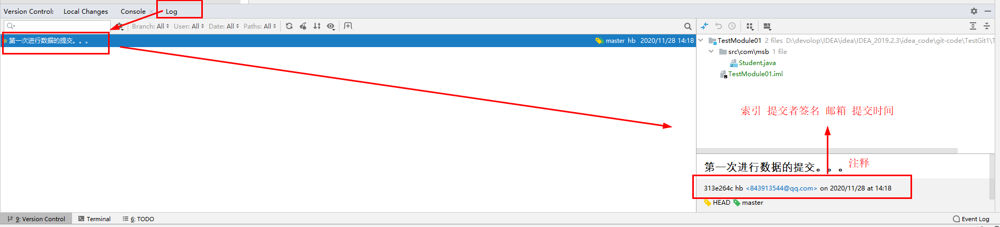 Version Control: Local Changes Console × Log
Branch: All User: All Date: All Paths: All
第一次进行数据的提交。。。 master hb 2020/11/28 14:18
TestModule01 2 files D:\devolop\IDEA\idea\IDEA_2019.2.3\idea_code\git-code\TestGit1\T
src\com\msb 1 file
Student.java
TestModule01.iml
索引 提交者签名 邮箱 提交时间
第一次进行数据的提交。。。 注释
313e264c hb <843913544@qq.com> on 2020/11/28 at 14:18
HEAD master
9: Version Control Terminal 6: TODO Event Log